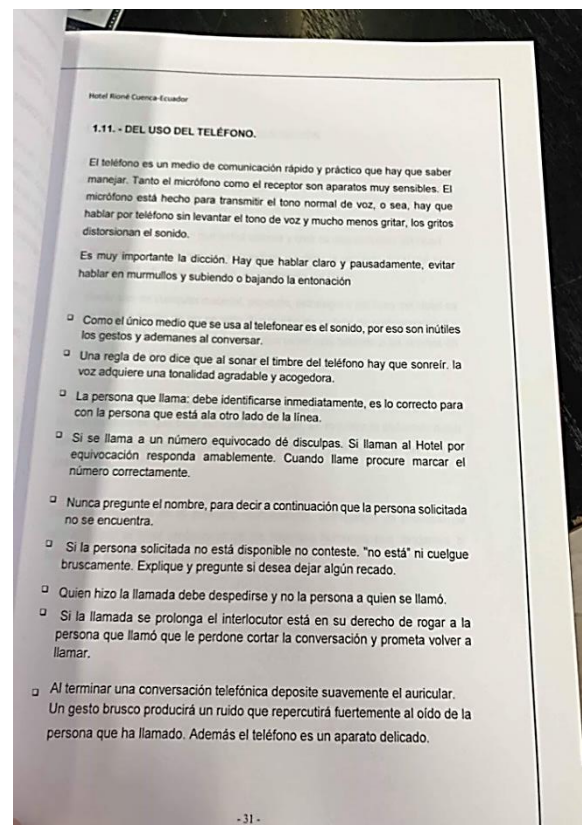 Hotel Rioné Cuenca-Ecuador
1.11. - DEL USO DEL TELÉFONO.
El teléfono es un medio de comunicación rápido y práctico que hay que saber
manejar. Tanto el micrófono como el receptor son aparatos muy sensibles. El
micrófono está hecho para transmitir el tono normal de voz, o sea, hay que
hablar por teléfono sin levantar el tono de voz y mucho menos gritar, los gritos
distorsionan el sonido.
Es muy importante la dicción. Hay que hablar claro y pausadamente, evitar
hablar en murmullos y subiendo o bajando la entonación
Como el único medio que se usa al telefonear es el sonido, por eso son inútiles
los gestos y ademanes al conversar.
Una regla de oro dice que al sonar el timbre del teléfono hay que sonreír. la
voz adquiere una tonalidad agradable y acogedora.
La persona que llama: debe identificarse inmediatamente, es lo correcto para
con la persona que está ala otro lado de la línea.
Si se llama a un número equivocado dé disculpas. Si llaman al Hotel por
equivocación responda amablemente. Cuando llame procure marcar el
número correctamente.
Nunca pregunte el nombre, para decir a continuación que la persona solicitada
no se encuentra.
Si la persona solicitada no está disponible no conteste. "no está" ni cuelgue
bruscamente. Explique y pregunte si desea dejar algún recado.
Quien hizo la llamada debe despedirse y no la persona a quien se llamó.
Si la llamada se prolonga el interlocutor está en su derecho de rogar a la
persona que llamó que le perdone cortar la conversación y prometa volver a
llamar.
Al terminar una conversación telefónica deposite suavemente el auricular.
Un gesto brusco producirá un ruido que repercutirá fuertemente al oído de la
persona que ha llamado. Además el teléfono es un aparato delicado.
- 31 -